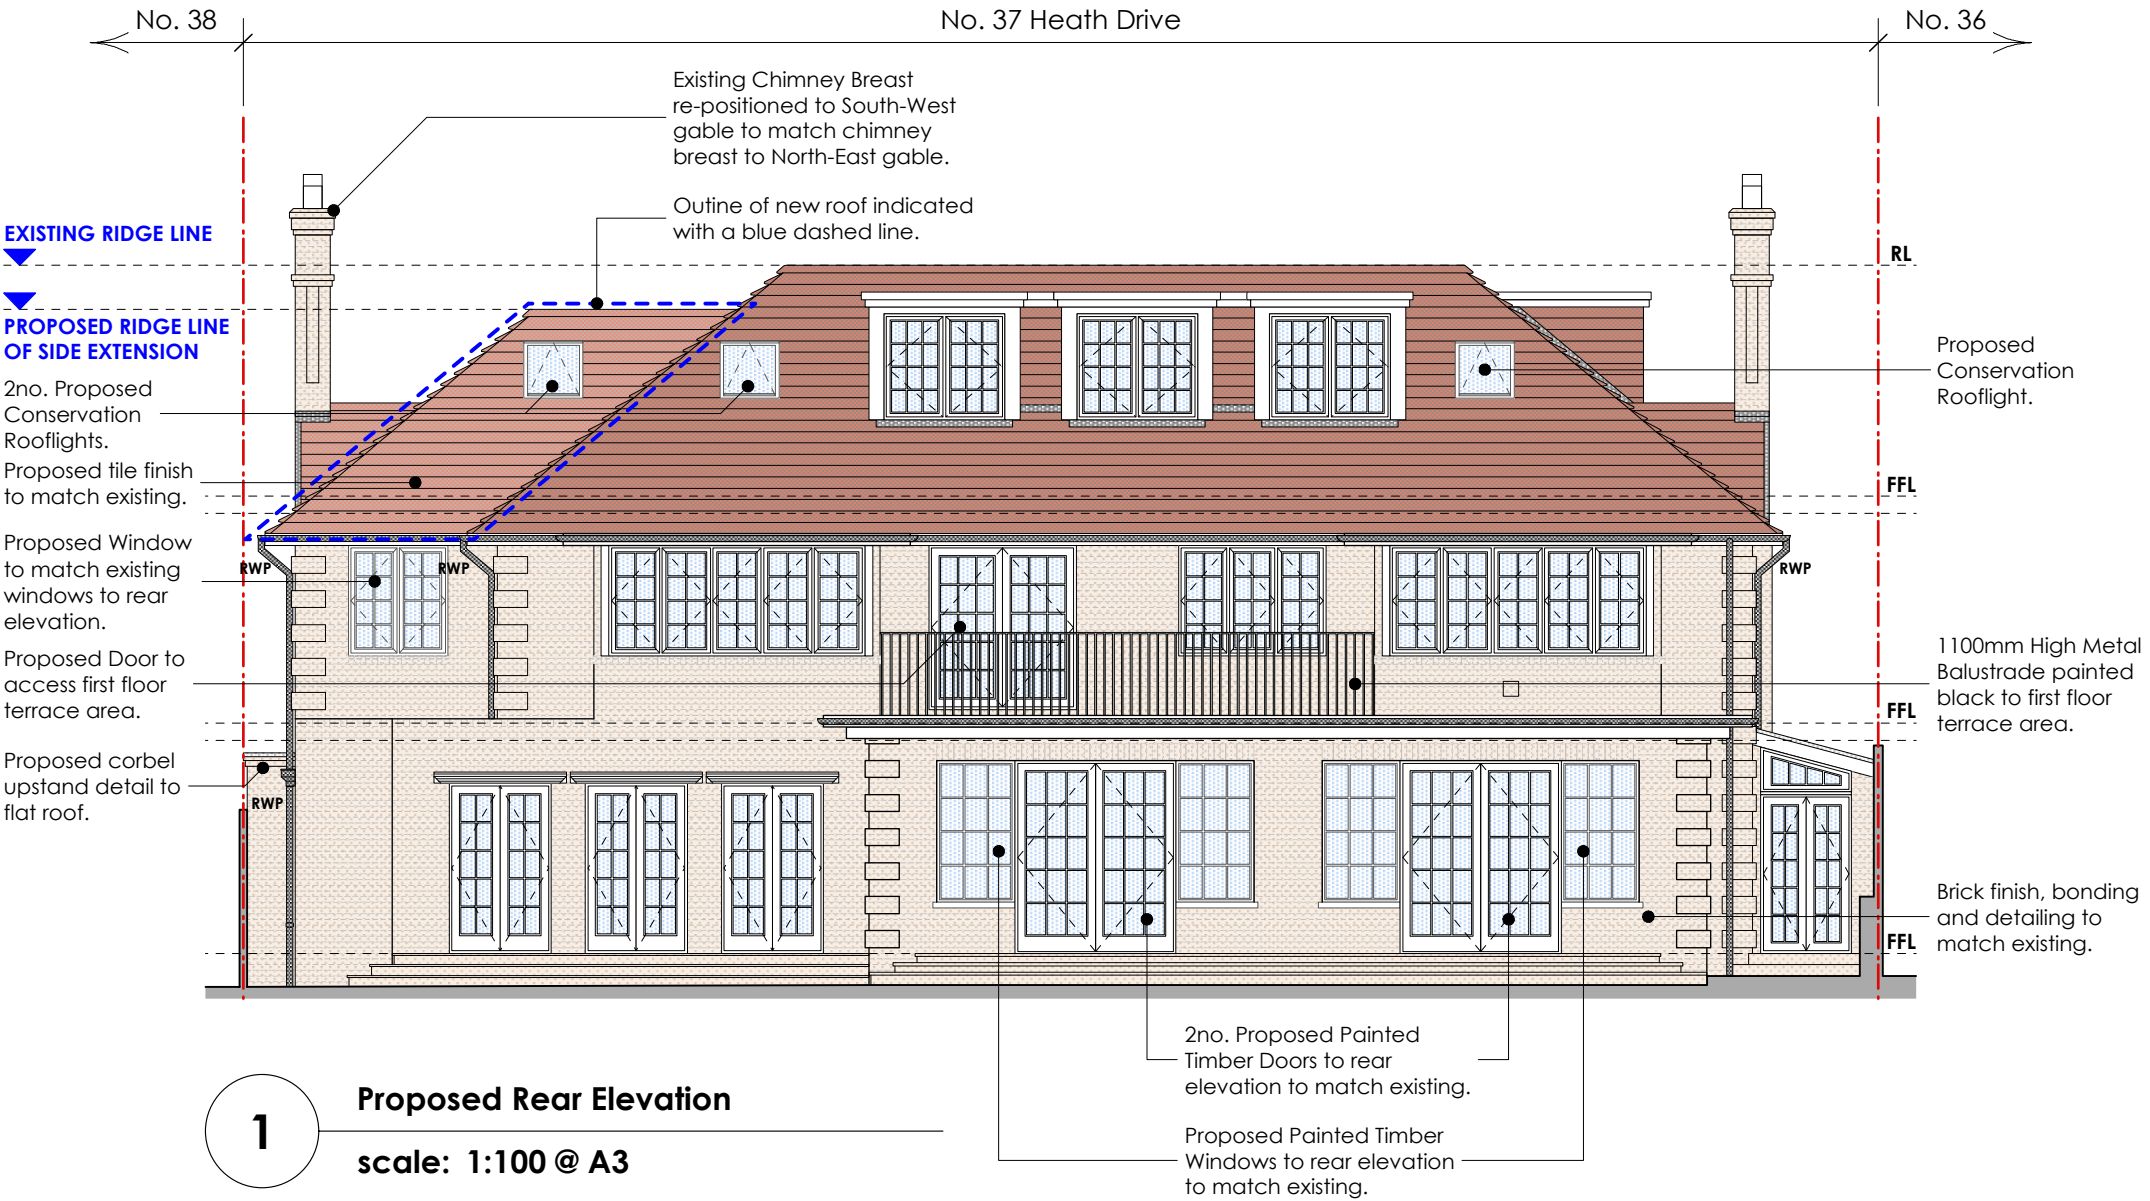 No. 38
No. 37 Heath Drive
No. 36
Existing Chimney Breast
re-positioned to South-West
gable to match chimney
breast to North-East gable.
Outine of new roof indicated
with a blue dashed line.
EXISTING RIDGE LINE
PROPOSED RIDGE LINE
OF SIDE EXTENSION
2no. Proposed
Conservation
Rooflights.
Proposed tile finish
to match existing.
Proposed Window
to match existing
windows to rear
elevation.
Proposed Door to
access first floor
terrace area.
Proposed corbel
upstand detail to
flat roof.
RWP
RWP
RWP
RWP
RL
Proposed
Conservation
Rooflight.
FFL
1100mm High Metal
Balustrade painted
black to first floor
terrace area.
FFL
Brick finish, bonding
and detailing to
match existing.
FFL
2no. Proposed Painted
Timber Doors to rear
elevation to match existing.
Proposed Painted Timber
Windows to rear elevation
to match existing.
1
Proposed Rear Elevation
scale: 1:100 @ A3